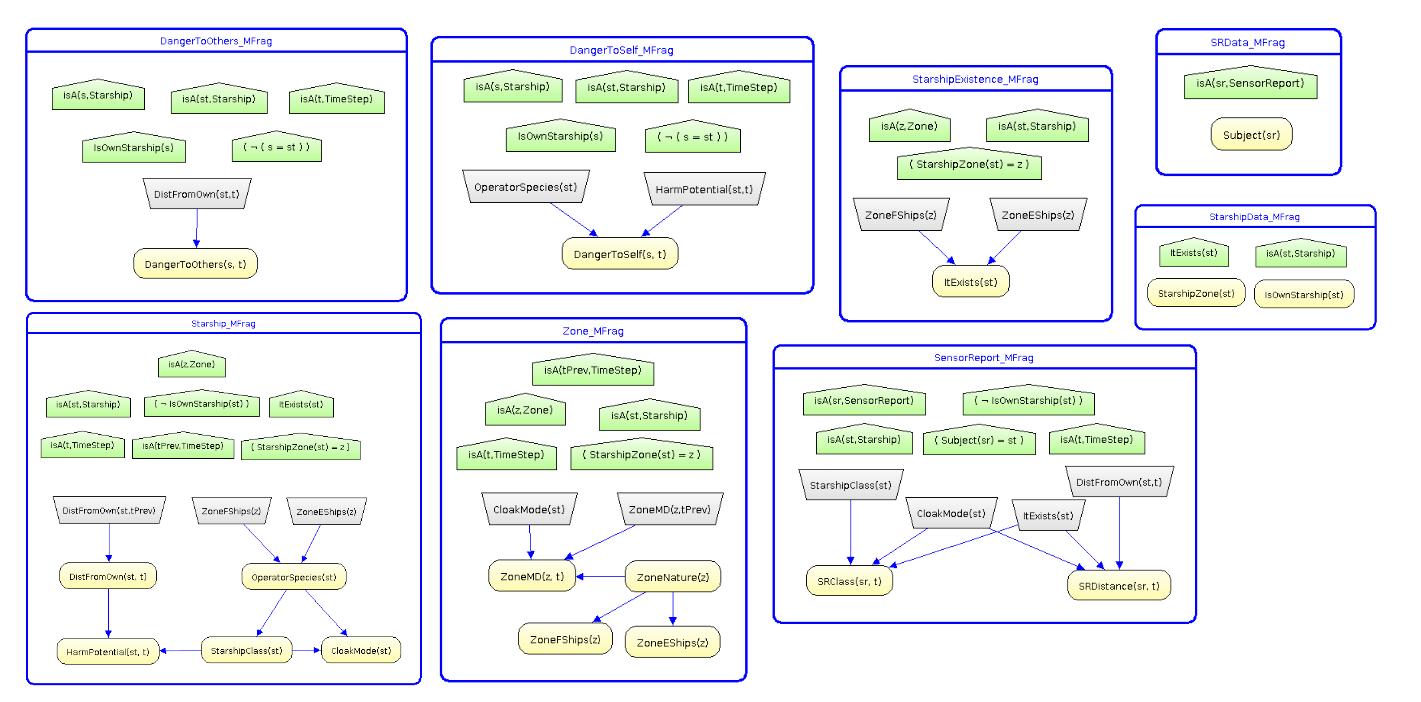 DangerToOthers_MFrag
isA(s,Starship)
isA(st,Starship)
isA(t,TimeStep)
IsOwnStarship(s)
( ¬ ( s = st ) )
DistFromOwn(st,t)
DangerToOthers(s, t)
DangerToSelf_MFrag
isA(s,Starship)
isA(st,Starship)
isA(t,TimeStep)
IsOwnStarship(s)
( ¬ ( s = st ) )
OperatorSpecies(st)
HarmPotential(st,t)
DangerToSelf(s, t)
StarshipExistence_MFrag
isA(z,Zone)
isA(st,Starship)
( StarshipZone(st) = z )
ZoneFShips(z)
ZoneEShips(z)
ItExists(st)
SRData_MFrag
isA(sr,SensorReport)
Subject(sr)
StarshipData_MFrag
ItExists(st)
isA(st,Starship)
StarshipZone(st)
IsOwnStarship(st)
Starship_MFrag
isA(z,Zone)
isA(st,Starship)
( ¬ IsOwnStarship(st) )
ItExists(st)
isA(t,TimeStep)
isA(tPrev,TimeStep)
( StarshipZone(st) = z )
DistFromOwn(st,tPrev)
ZoneFShips(z)
ZoneEShips(z)
DistFromOwn(st, t)
OperatorSpecies(st)
HarmPotential(st, t)
StarshipClass(st)
CloakMode(st)
Zone_MFrag
isA(tPrev,TimeStep)
isA(z,Zone)
isA(st,Starship)
isA(t,TimeStep)
( StarshipZone(st) = z )
CloakMode(st)
ZoneMD(z,tPrev)
ZoneMD(z, t)
ZoneNature(z)
ZoneFShips(z)
ZoneEShips(z)
SensorReport_MFrag
isA(sr,SensorReport)
( ¬ IsOwnStarship(st) )
isA(st,Starship)
( Subject(sr) = st )
isA(t,TimeStep)
StarshipClass(st)
DistFromOwn(st,t)
CloakMode(st)
ItExists(st)
SRClass(sr, t)
SRDistance(sr, t)